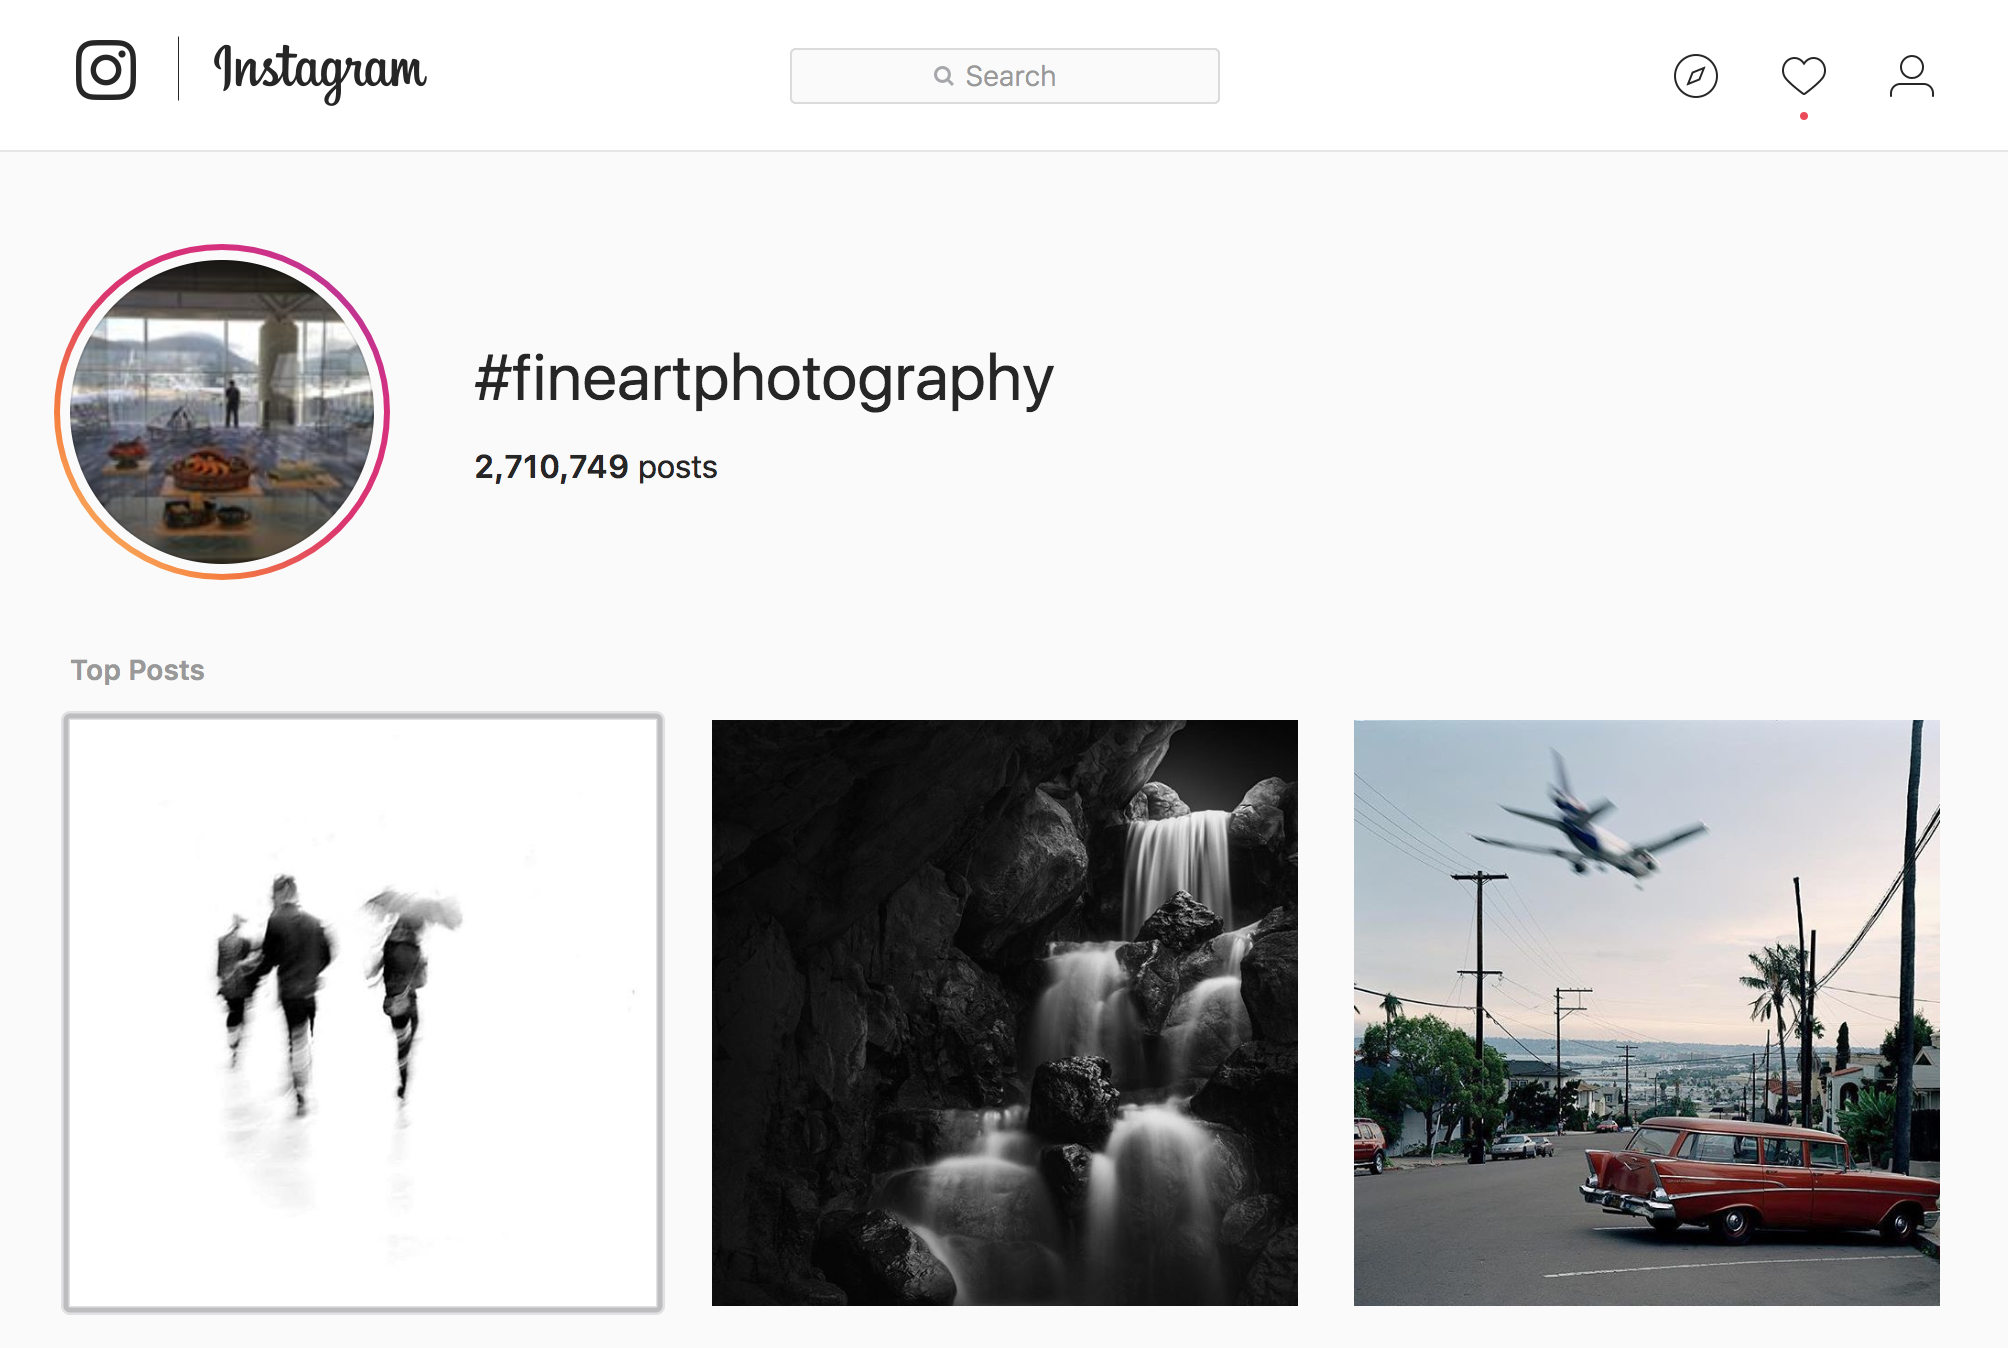 Instagram
Search
#fineartphotography
2,710,749 posts
Top Posts